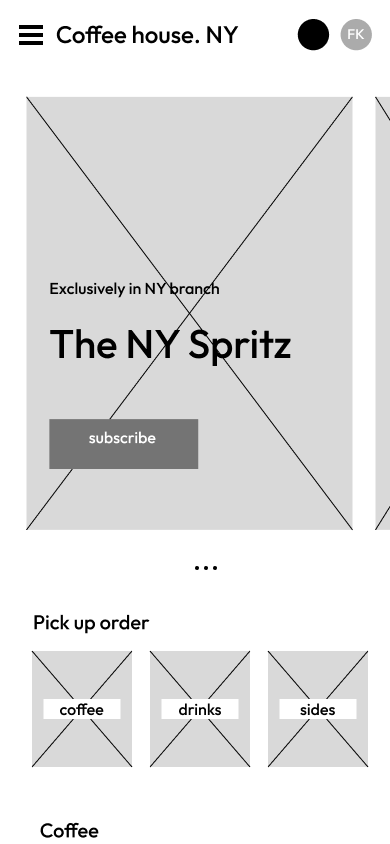 Coffee house. NY
FK
Exclusively in NY branch
The NY Spritz
subscribe
Pick up order
coffee
drinks
sides
Coffee